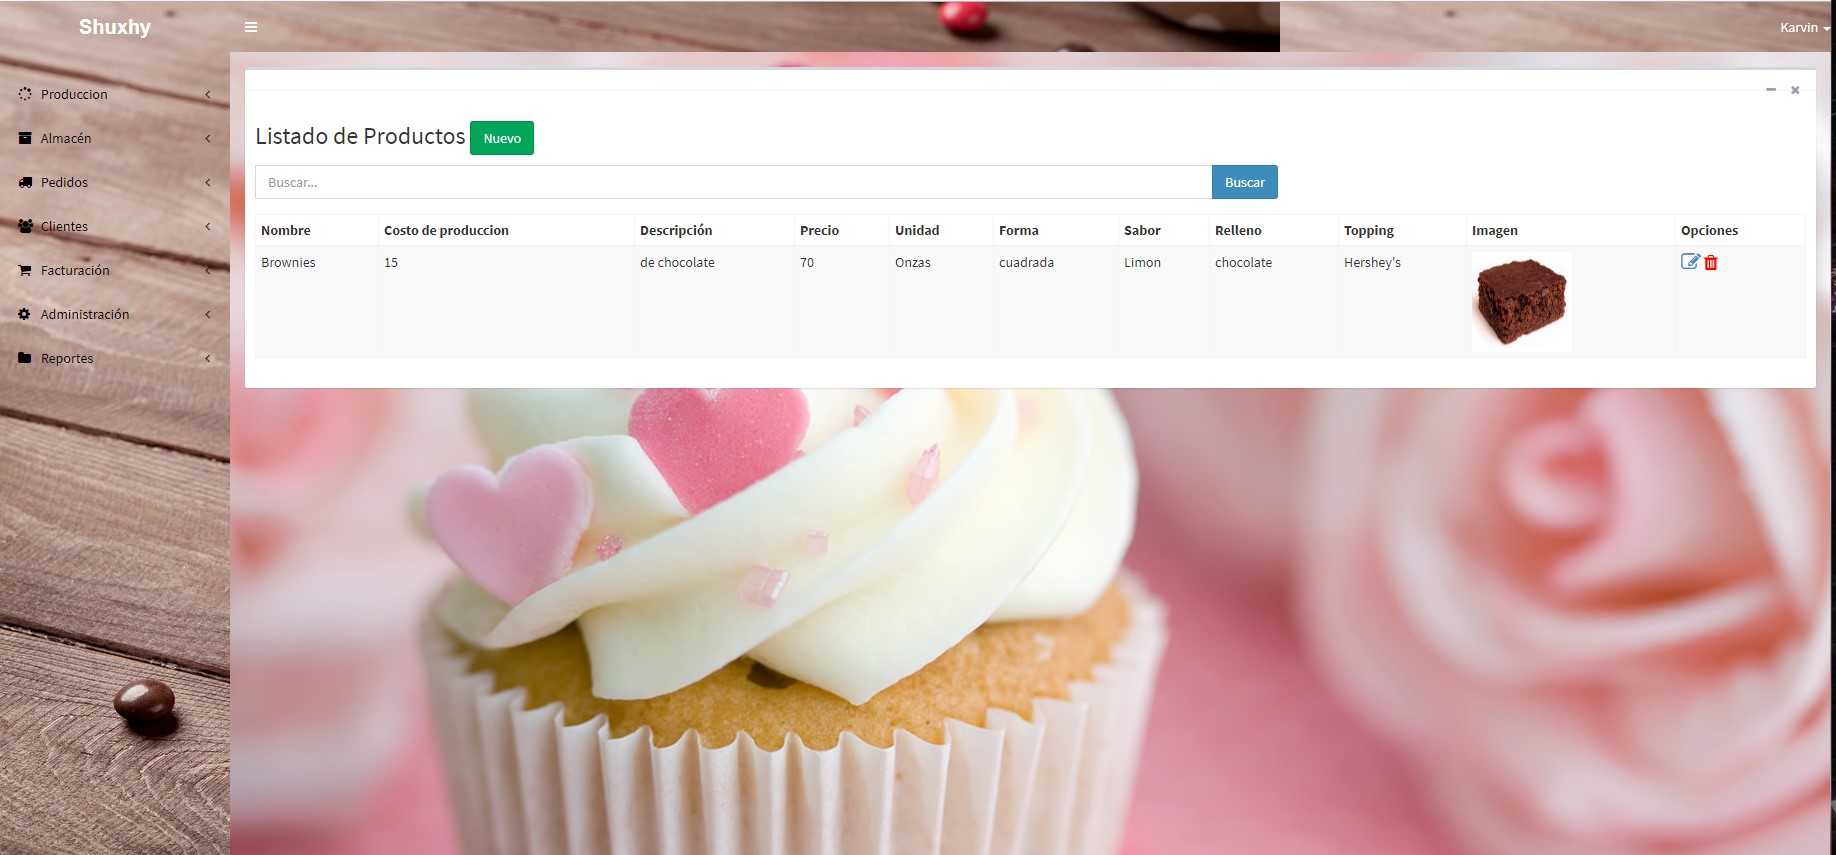 Shuxhy
Karvin
Produccion
Almacén
Pedidos
Clientes
Facturación
Administración
Reportes
Listado de Productos Nuevo
Buscar... Buscar
Nombre Costo de produccion Descripción Precio Unidad Forma Sabor Relleno Topping Imagen Opciones
Brownies 15 de chocolate 70 Onzas cuadrada Limon chocolate Hershey's